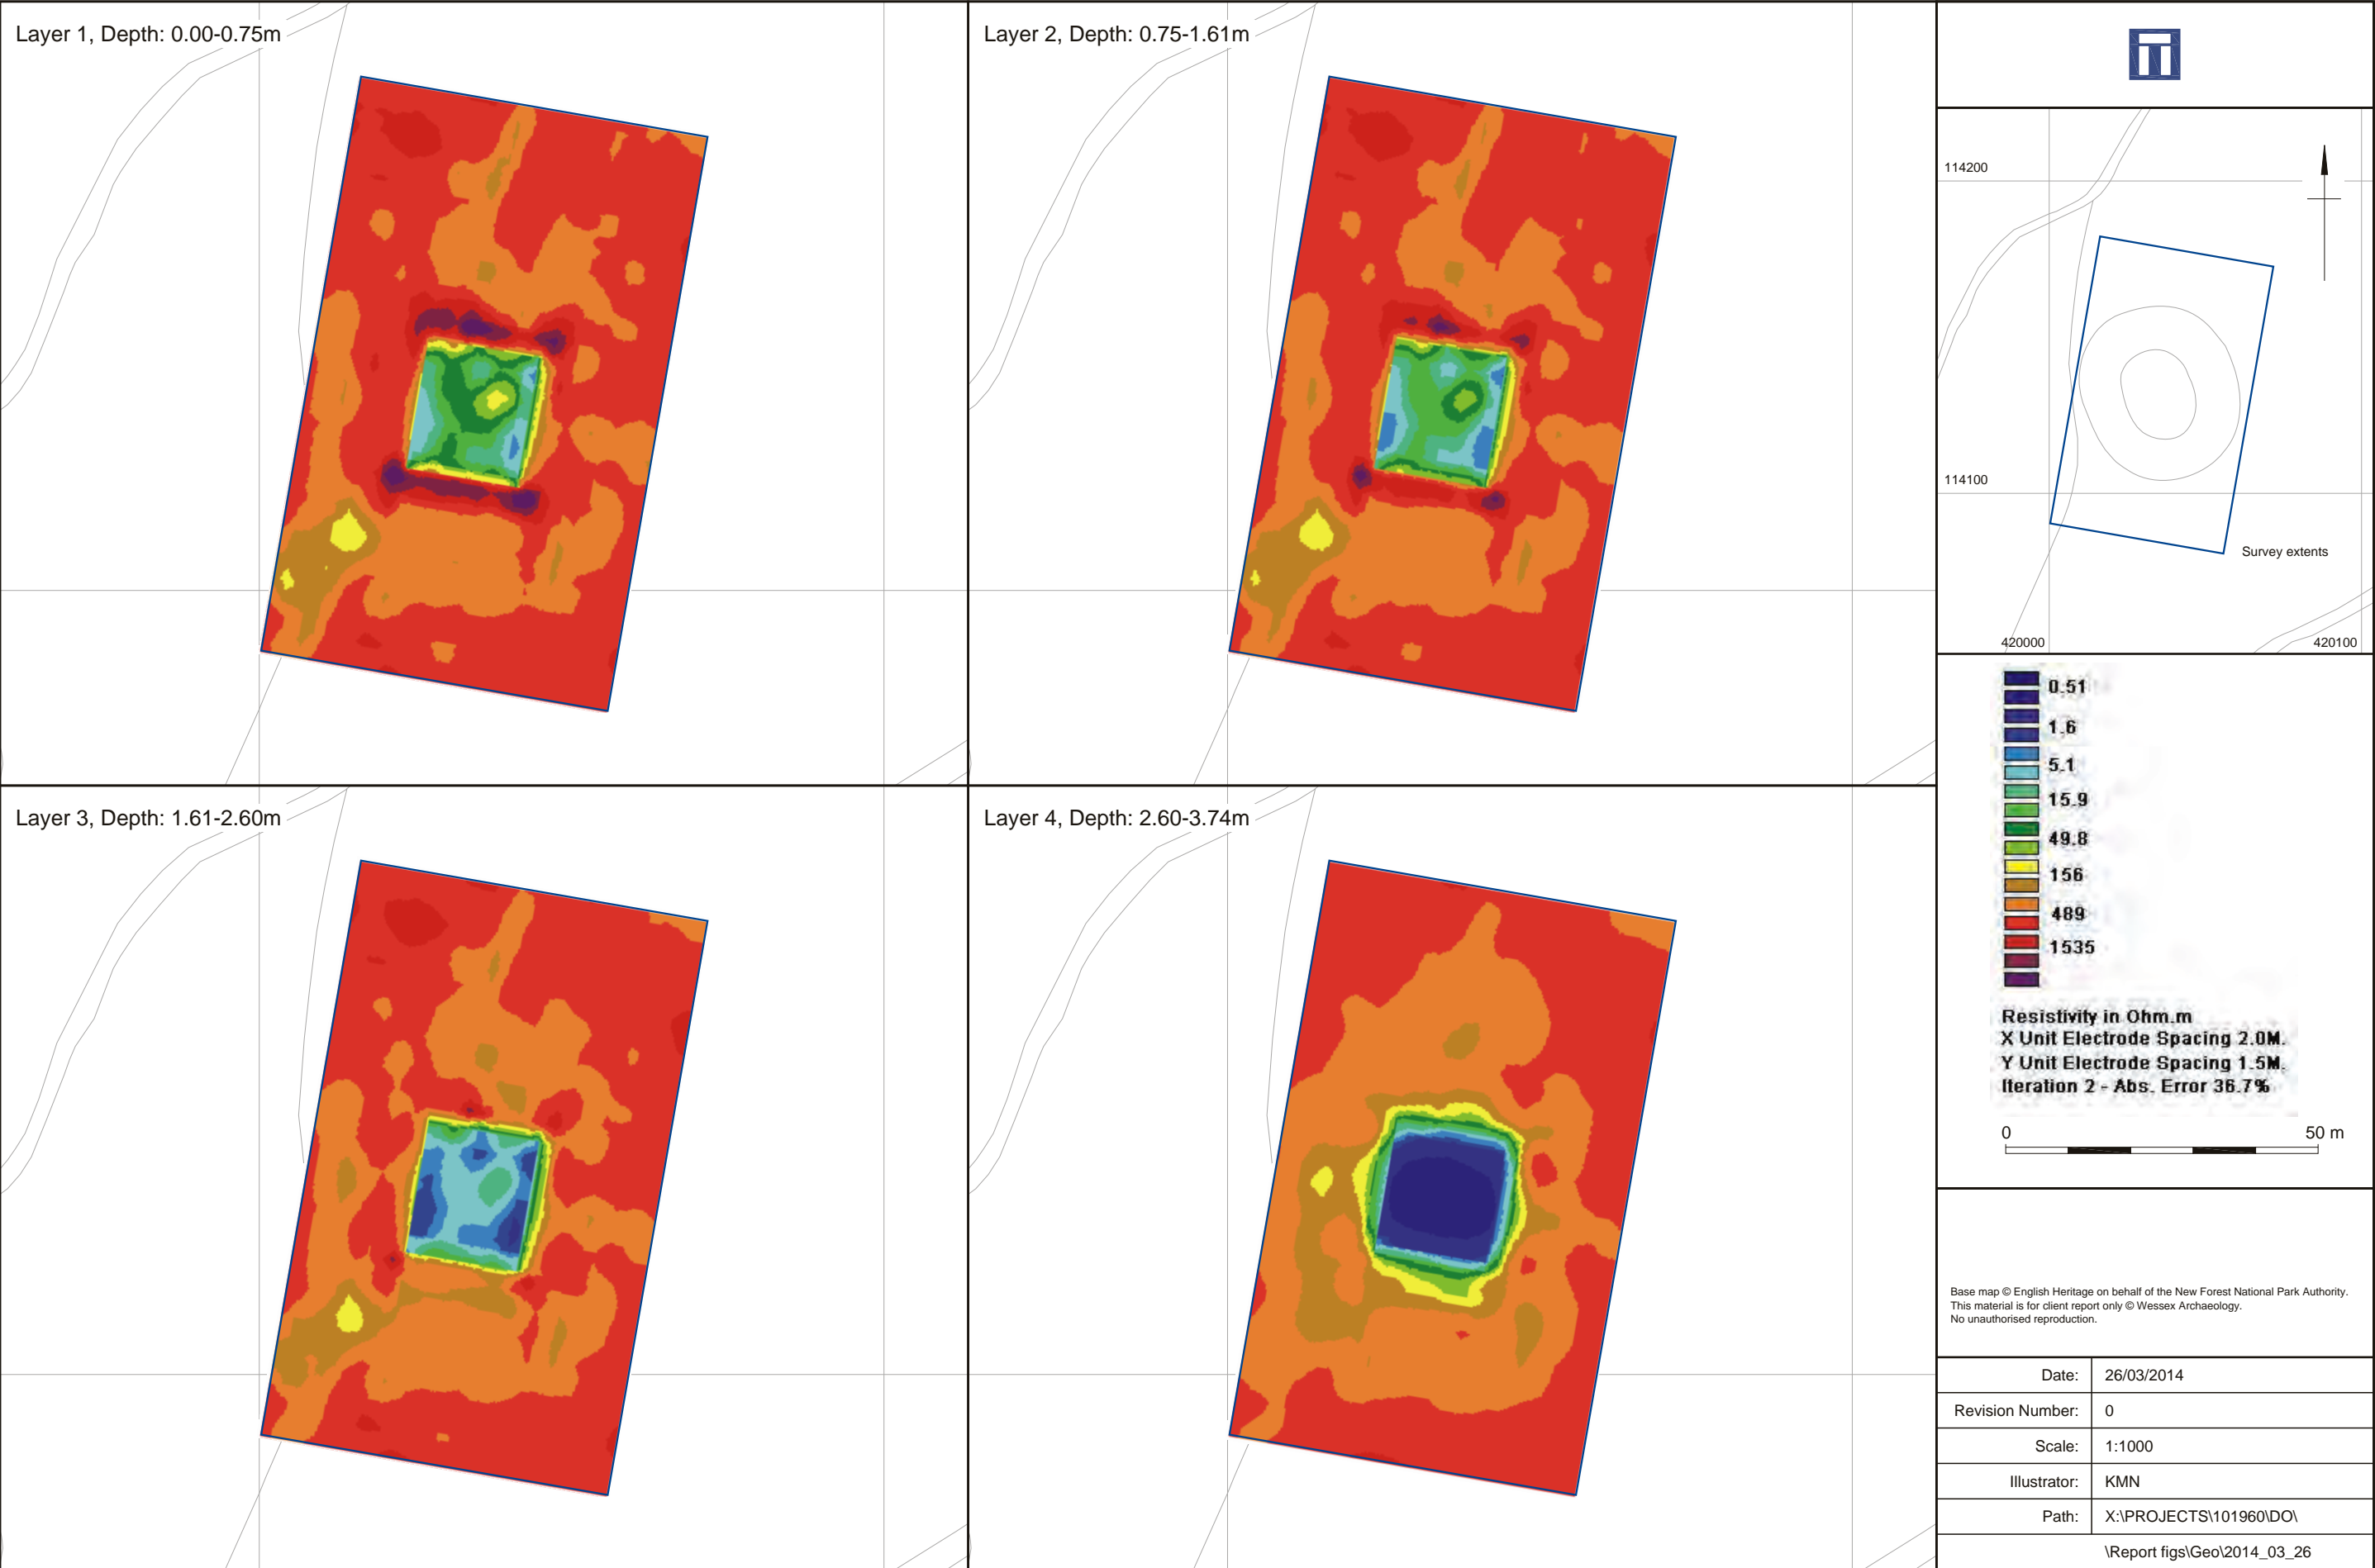 Layer 1, Depth: 0.00-0.75m
Layer 2, Depth: 0.75-1.61m
Layer 3, Depth: 1.61-2.60m
Layer 4, Depth: 2.60-3.74m
114200
114100
Survey extents
420000
420100
0.51
1.6
5.1
15.9
49.8
156
489
1535
Resistivity in Ohm.m
X Unit Electrode Spacing 2.0M.
Y Unit Electrode Spacing 1.5M.
Iteration 2 - Abs. Error 36.7%
0
50 m
Base map © English Heritage on behalf of the New Forest National Park Authority.
This material is for client report only © Wessex Archaeology.
No unauthorised reproduction.
Date: 26/03/2014
Revision Number: 0
Scale: 1:1000
Illustrator: KMN
Path: X:\PROJECTS\101960\DO\
\Report figs\Geo\2014_03_26